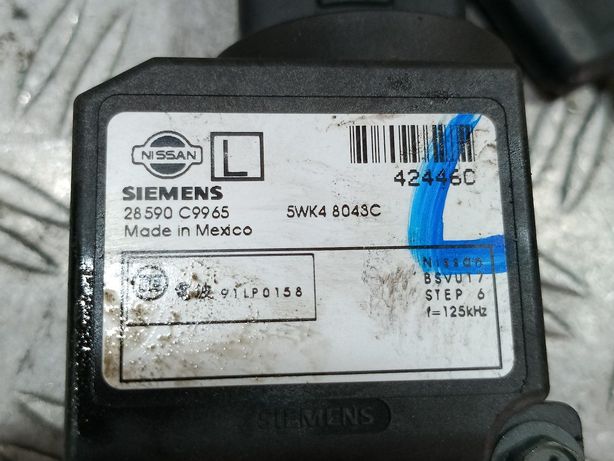 NISSAN
L
42446C
SIEMENS
28590 C9965
5WK4 8043C
Made in Mexico
91LP0158
Nissan
BSVU17
STEP 6
f=125kHz
SIEMENS